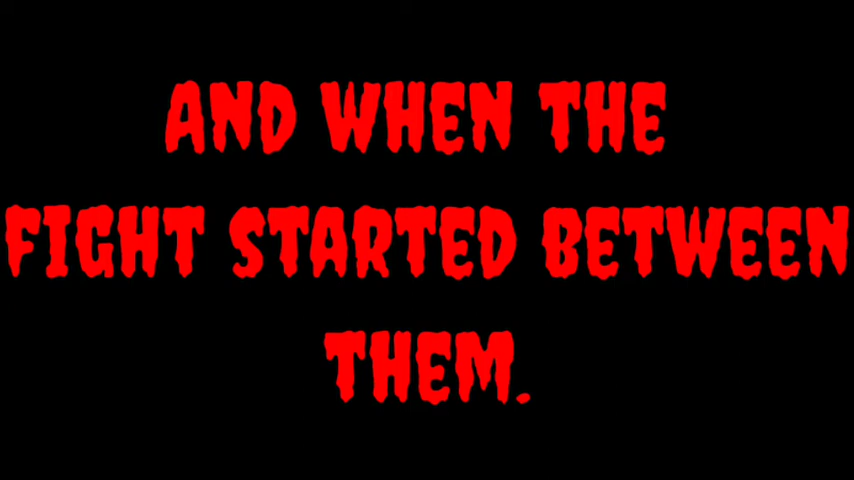 AND WHEN THE
FIGHT STARTED BETWEEN
THEM.